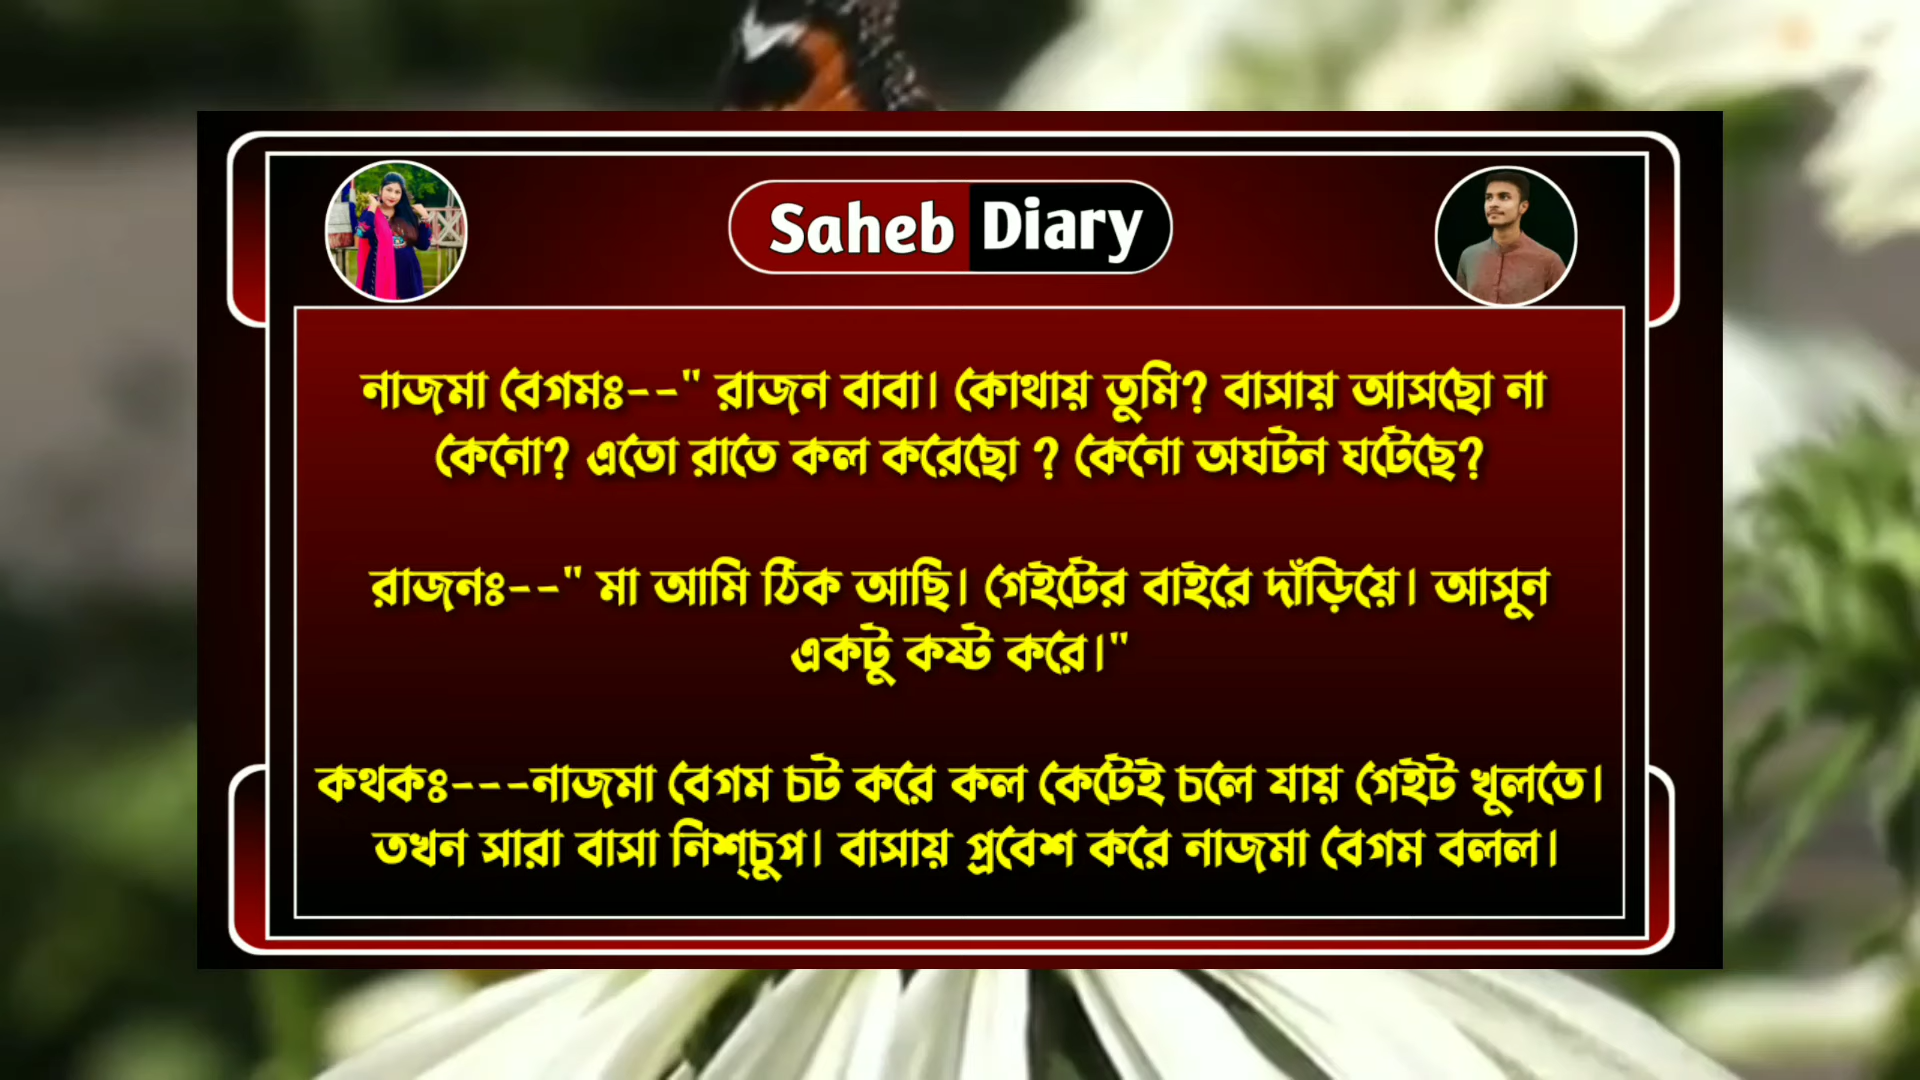 Saheb Diary
নাজমা বেগমঃ--" রাজন বাবা। কোথায় তুমি? বাসায় আসছো না
কেনো? এতো রাতে কল করেছো ? কেনো অঘটন ঘটেছে?
রাজনঃ--" মা আমি ঠিক আছি। গেইটের বাইরে দাঁড়িয়ে। আসুন
একটু কষ্ট করে।"
কথকঃ---নাজমা বেগম চট করে কল কেটেই চলে যায় গেইট খুলতে।
তখন সারা বাসা নিশ্চুপ। বাসায় প্রবেশ করে নাজমা বেগম বলল।